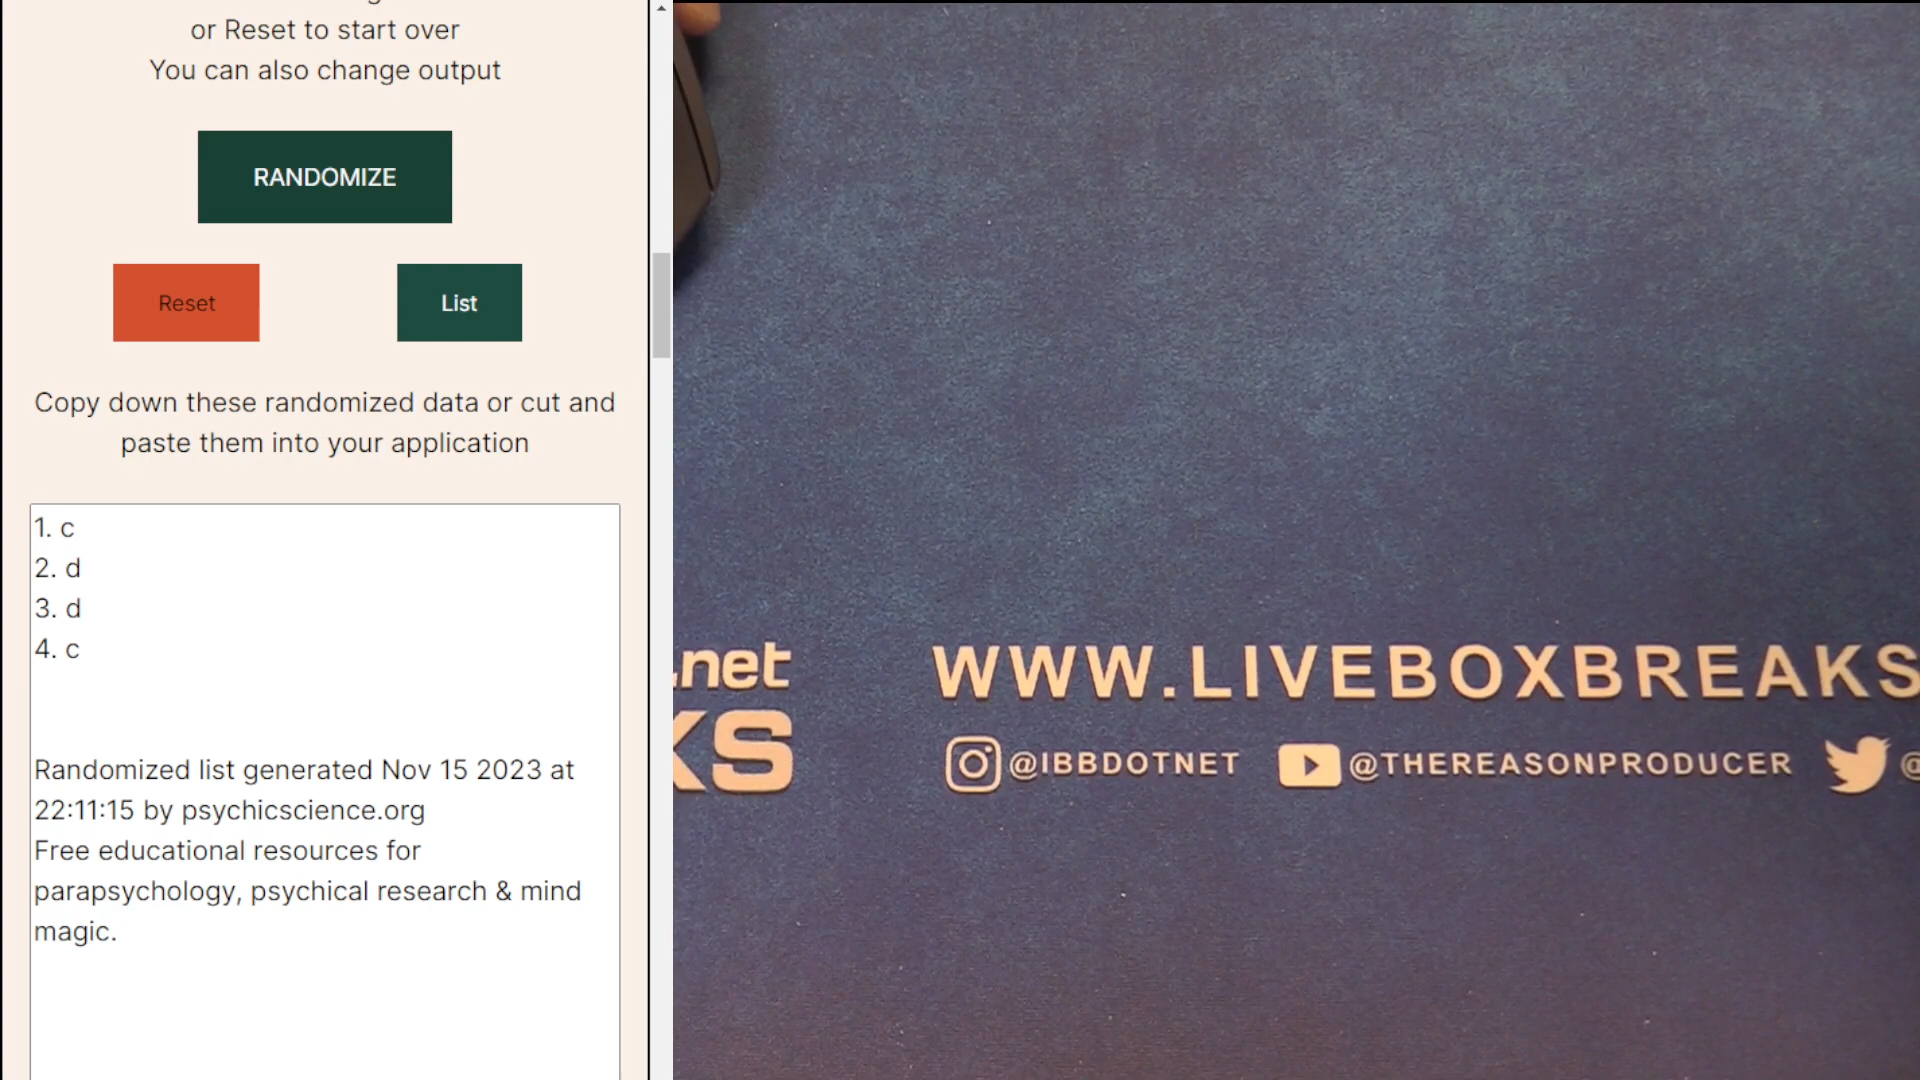 or Reset to start over
You can also change output
RANDOMIZE
Reset
List
Copy down these randomized data or cut and
paste them into your application
1. c
2. d
3. d
4. c
Randomized list generated Nov 15 2023 at
22:11:15 by psychicscience.org
Free educational resources for
parapsychology, psychical research & mind
magic.
.net
KS
WWW.LIVEBOXBREAKS
@IBBDOTNET
@THEREASONPRODUCER
@